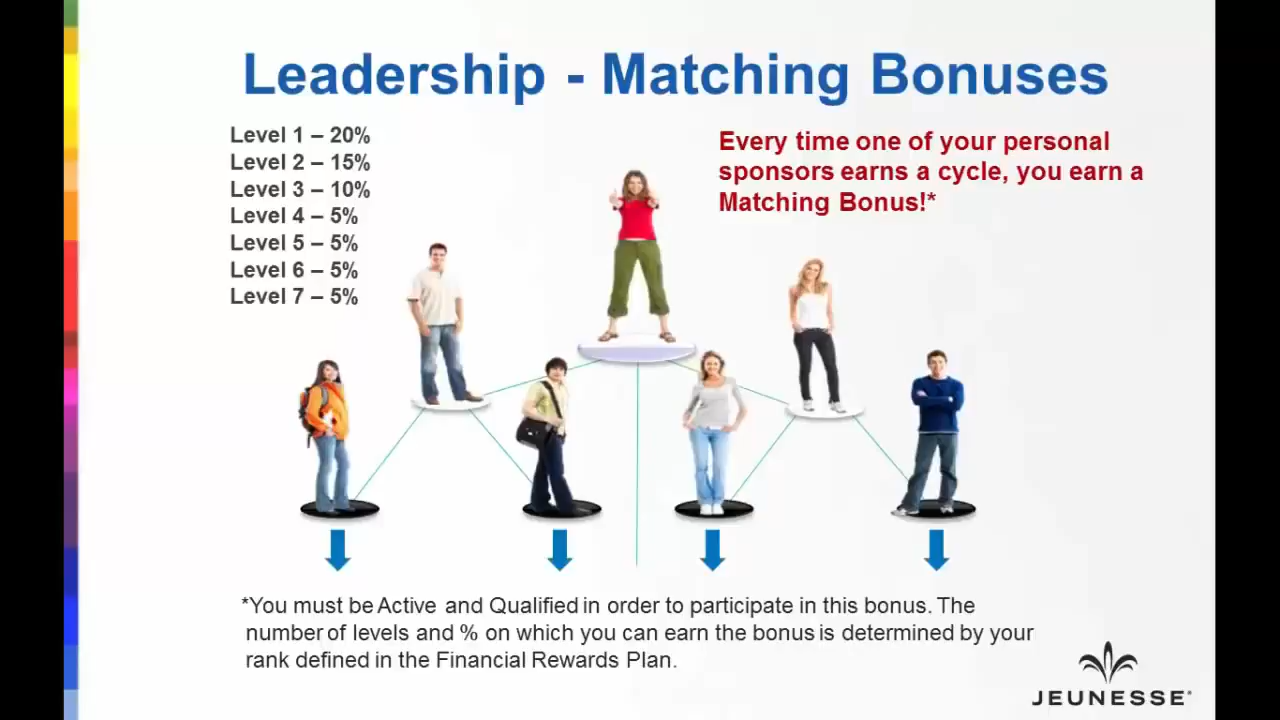 Leadership - Matching Bonuses
Level 1 – 20%
Level 2 – 15%
Level 3 – 10%
Level 4 – 5%
Level 5 – 5%
Level 6 – 5%
Level 7 – 5%
Every time one of your personal
sponsors earns a cycle, you earn a
Matching Bonus!*
*You must be Active and Qualified in order to participate in this bonus. The
number of levels and % on which you can earn the bonus is determined by your
rank defined in the Financial Rewards Plan.
JEUNESSE